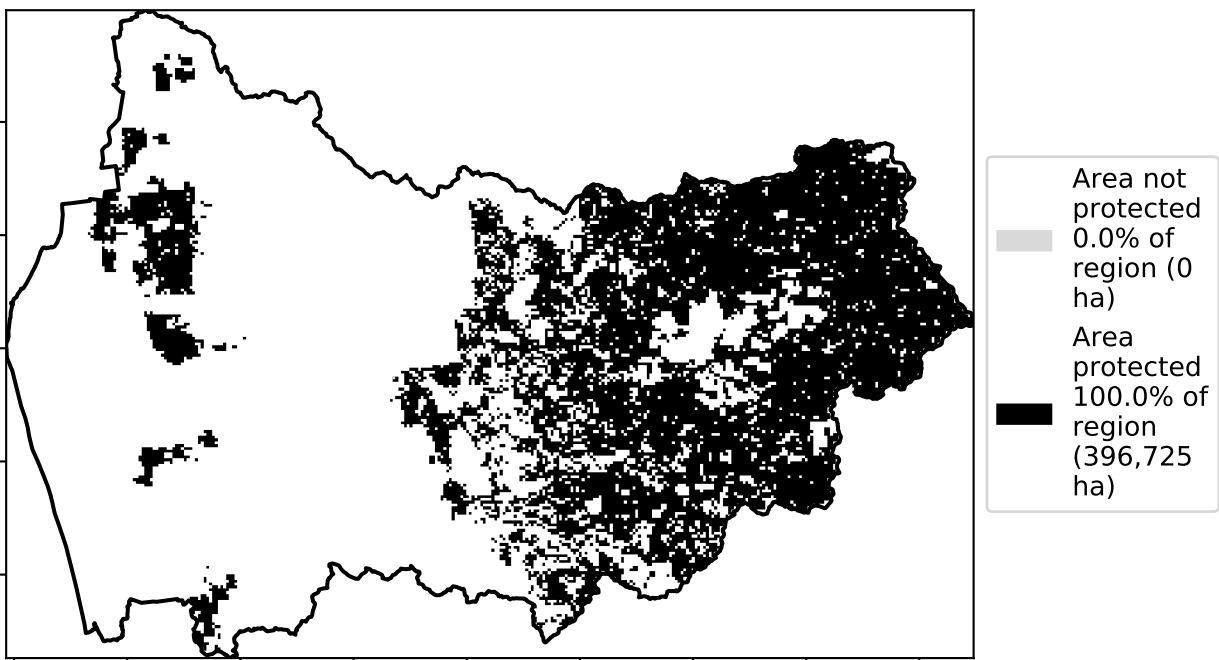 Area not
protected
0.0% of
region (0
ha)
Area
protected
100.0% of
region
(396,725
ha)